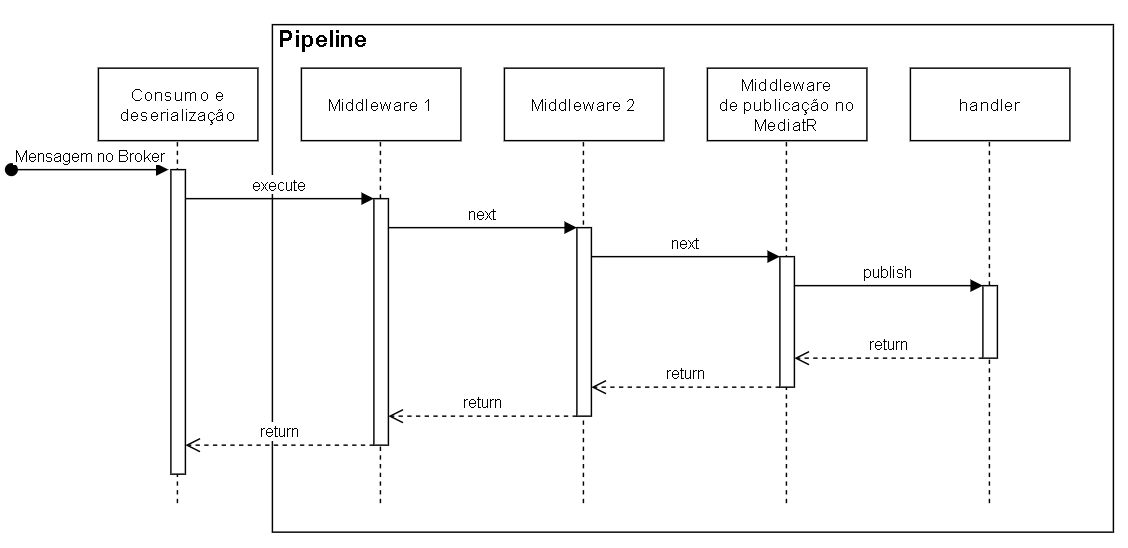 Pipeline
Consumo e
deserialização
Middleware 1
Middleware 2
Middleware
de publicação no
MediatR
handler
Mensagem no Broker
execute
next
next
publish
return
return
return
return